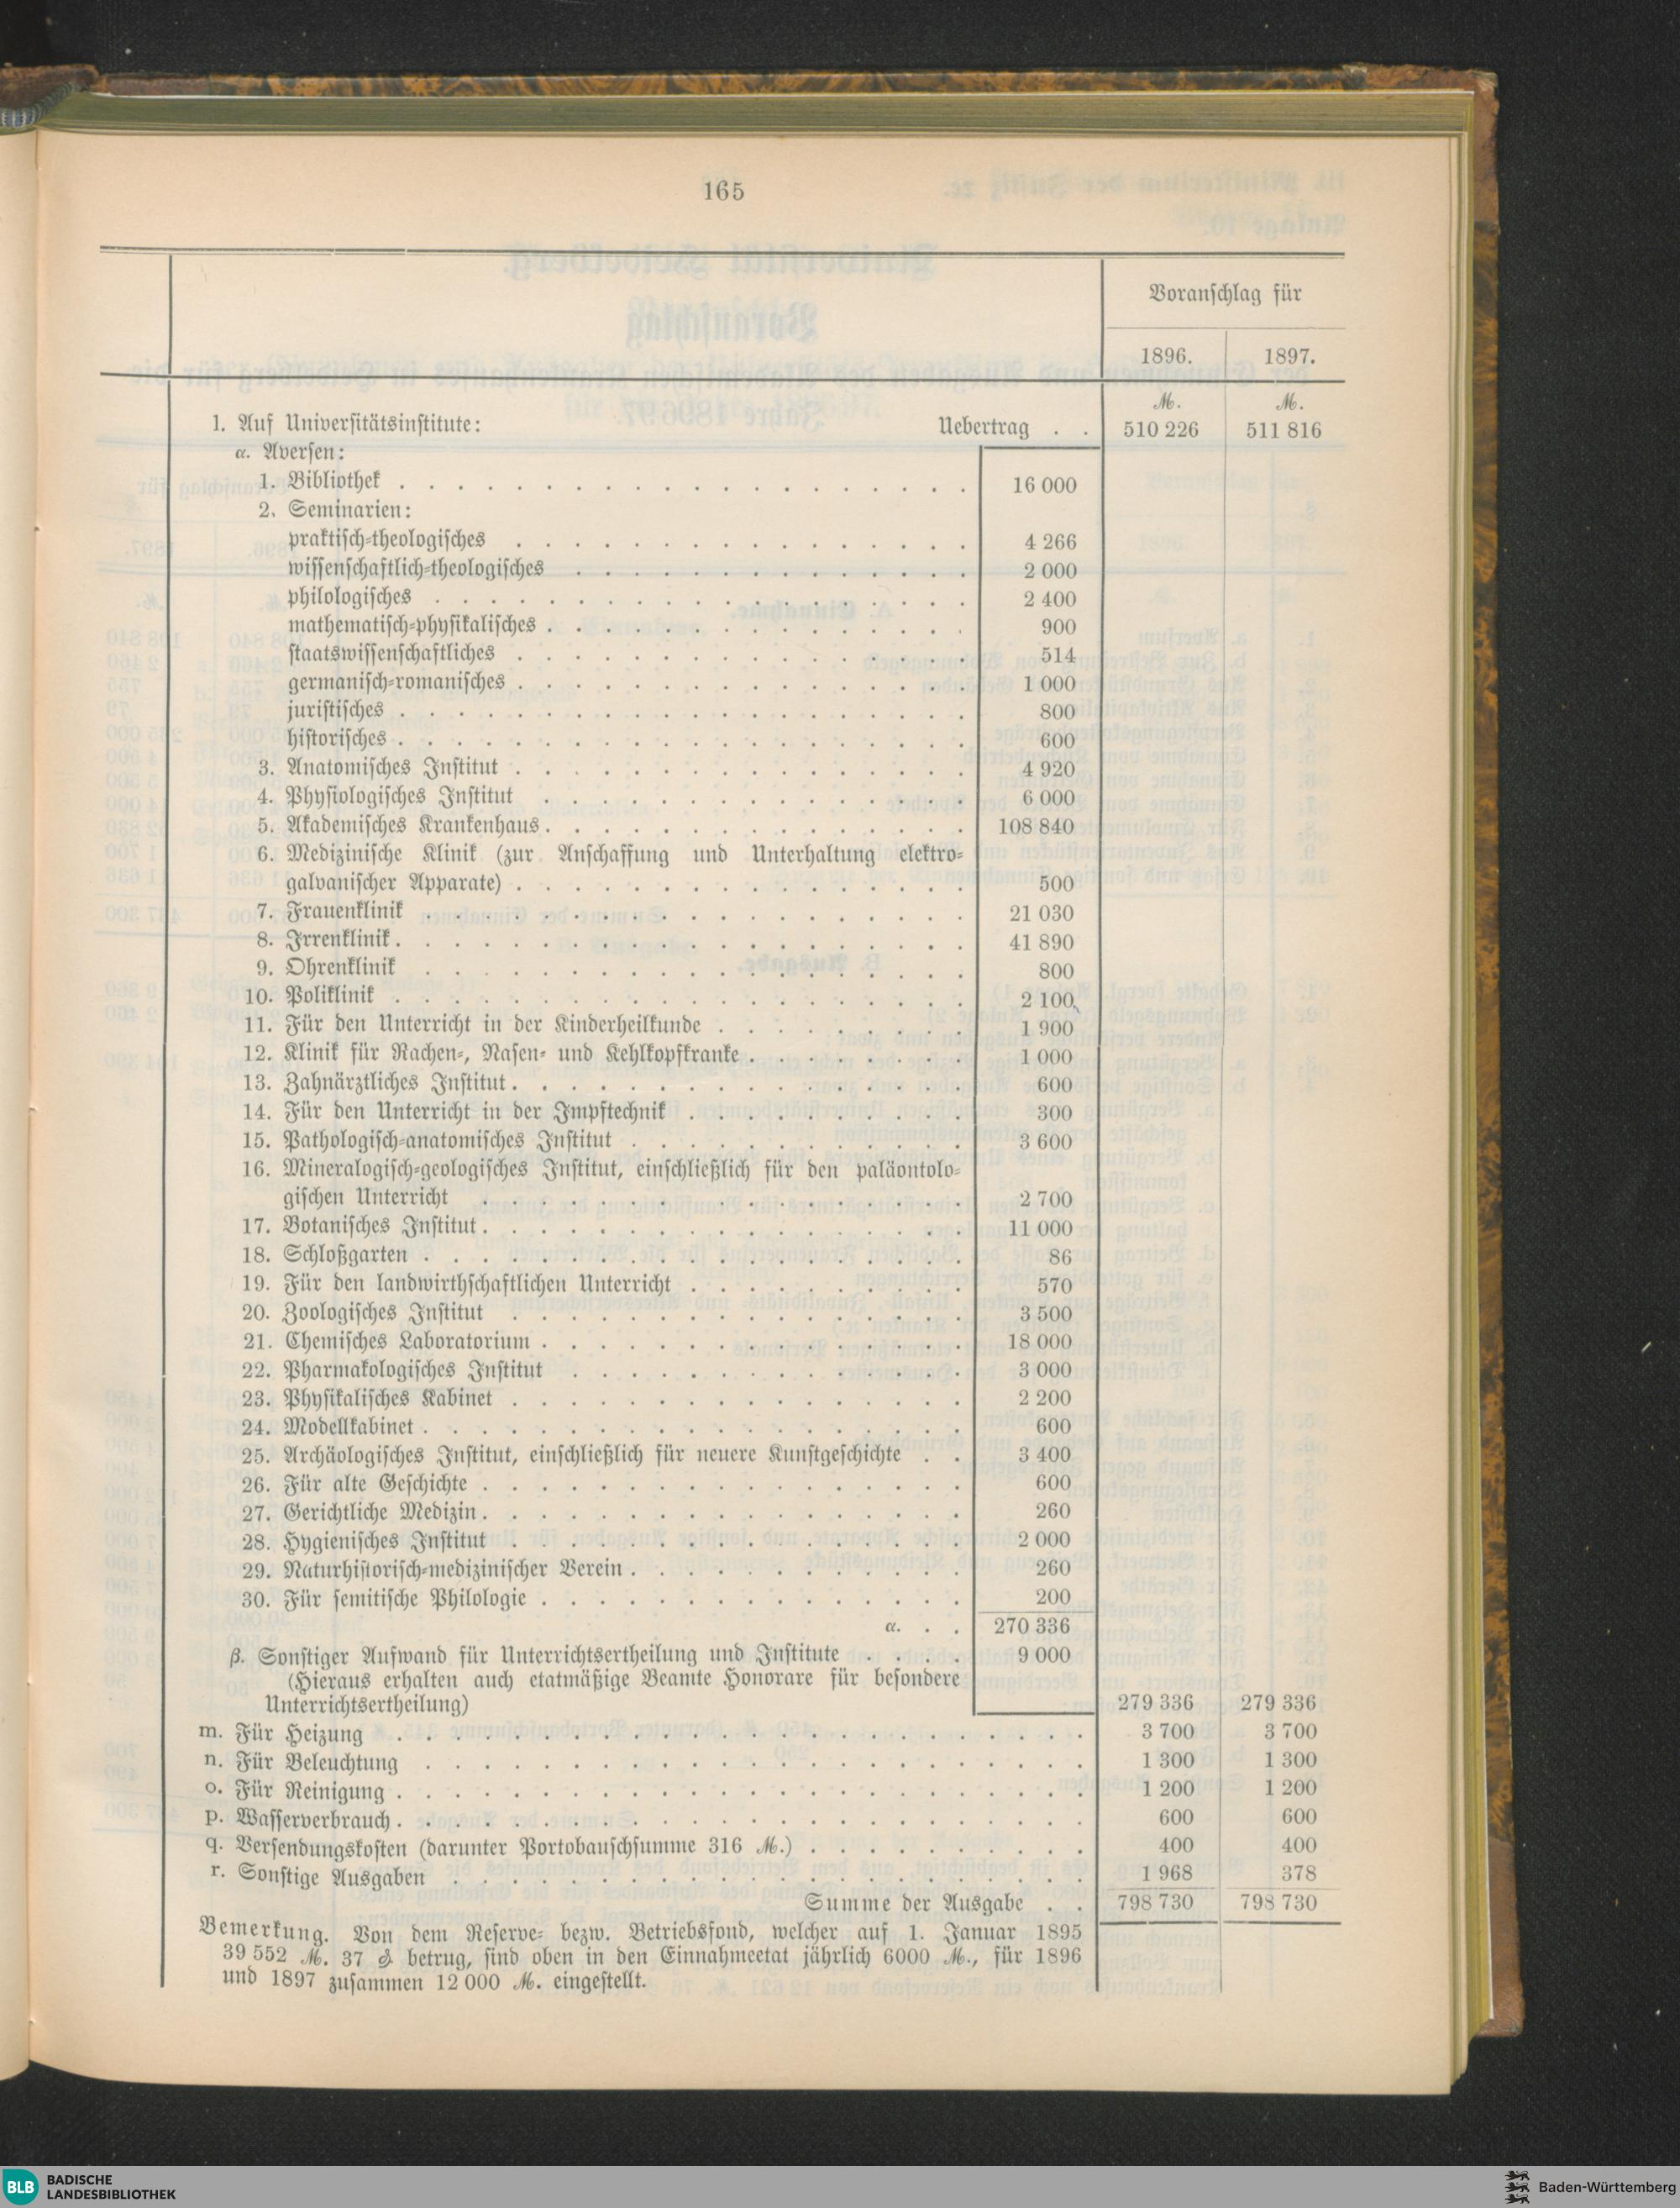 165
Voranschlag für
1896. 1897.
ℳ. ℳ.
l. Auf Universitätsinstitute: Uebertrag . . 510 226 511 816
α. Aversen:
1. Bibliothek . . . 16 000
2. Seminarien:
praktisch-theologisches . . . 4 266
wissenschaftlich-theologisches . . . 2 000
philologisches . . . 2 400
mathematisch-physikalisches . . . 900
staatswissenschaftliches . . . 514
germanisch-romanisches . . . 1 000
juristisches . . . 800
historisches . . . 600
3. Anatomisches Institut . . . 4 920
4. Physiologisches Institut . . . 6 000
5. Akademisches Krankenhaus . . . 108 840
6. Medizinische Klinik (zur Anschaffung und Unterhaltung elektro-
galvanischer Apparate) . . . 500
7. Frauenklinik . . . 21 030
8. Irrenklinik . . . 41 890
9. Ohrenklinik . . . 800
10. Poliklinik . . . 2 100
11. Für den Unterricht in der Kinderheilkunde . . . 1 900
12. Klinik für Rachen-, Nasen- und Kehlkopfkranke . . . 1 000
13. Zahnärztliches Institut . . . 600
14. Für den Unterricht in der Impftechnik . . . 300
15. Pathologisch-anatomisches Institut . . . 3 600
16. Mineralogisch-geologisches Institut, einschließlich für den paläontolo-
gischen Unterricht . . . 2 700
17. Botanisches Institut . . . 11 000
18. Schloßgarten . . . 86
19. Für den landwirthschaftlichen Unterricht . . . 570
20. Zoologisches Institut . . . 3 500
21. Chemisches Laboratorium . . . 18 000
22. Pharmakologisches Institut . . . 3 000
23. Physikalisches Kabinet . . . 2 200
24. Modellkabinet . . . 600
25. Archäologisches Institut, einschließlich für neuere Kunstgeschichte . . 3 400
26. Für alte Geschichte . . . 600
27. Gerichtliche Medizin . . . 260
28. Hygienisches Institut . . . 2 000
29. Naturhistorisch-medizinischer Verein . . . 260
30. Für semitische Philologie . . . 200
α. . . 270 336
β. Sonstiger Aufwand für Unterrichtsertheilung und Institute . . . . 9 000
(Hieraus erhalten auch etatmäßige Beamte Honorare für besondere
Unterrichtsertheilung) 279 336 279 336
m. Für Heizung . . . 3 700 3 700
n. Für Beleuchtung . . . 1 300 1 300
o. Für Reinigung . . . 1 200 1 200
p. Wasserverbrauch . . . 600 600
q. Versendungskosten (darunter Portobauschsumme 316 ℳ.) . . . 400 400
r. Sonstige Ausgaben . . . 1 968 378
Summe der Ausgabe . . 798 730 798 730
Bemerkung. Von dem Reserve- bezw. Betriebsfond, welcher auf 1. Januar 1895
39 552 ℳ. 37 ₰ betrug, sind oben in den Einnahmeetat jährlich 6000 ℳ., für 1896
und 1897 zusammen 12 000 ℳ. eingestellt.
BLB BADISCHE
LANDESBIBLIOTHEK
Baden-Württemberg